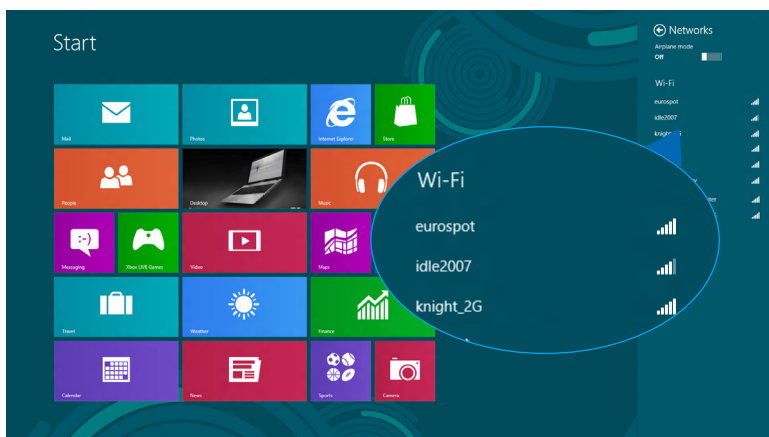 Start
Networks
Airplane mode
Off
Wi-Fi
eurospot
idle2007
Mail
Photos
Internet Explorer
Store
People
Desktop
Music
Messaging
Xbox LIVE Games
Video
Maps
Travel
Weather
Finance
Calendar
News
Sports
Camera
Wi-Fi
eurospot
idle2007
knight_2G